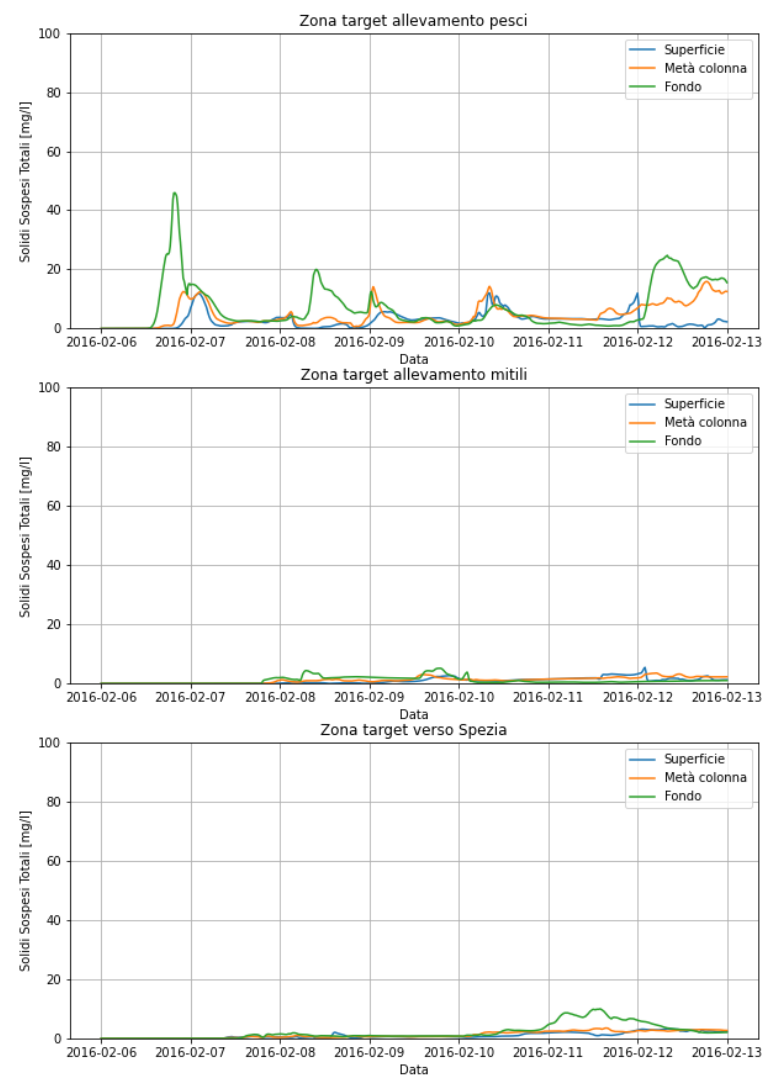 Zona target allevamento pesci
100
80
60
40
20
0
Solidi Sospesi Totali [mg/l]
Superficie
Metà colonna
Fondo
2016-02-06 2016-02-07 2016-02-08 2016-02-09 2016-02-10 2016-02-11 2016-02-12 2016-02-13
Data
Zona target allevamento mitili
100
80
60
40
20
0
Solidi Sospesi Totali [mg/l]
Superficie
Metà colonna
Fondo
2016-02-06 2016-02-07 2016-02-08 2016-02-09 2016-02-10 2016-02-11 2016-02-12 2016-02-13
Data
Zona target verso Spezia
100
80
60
40
20
0
Solidi Sospesi Totali [mg/l]
Superficie
Metà colonna
Fondo
2016-02-06 2016-02-07 2016-02-08 2016-02-09 2016-02-10 2016-02-11 2016-02-12 2016-02-13
Data